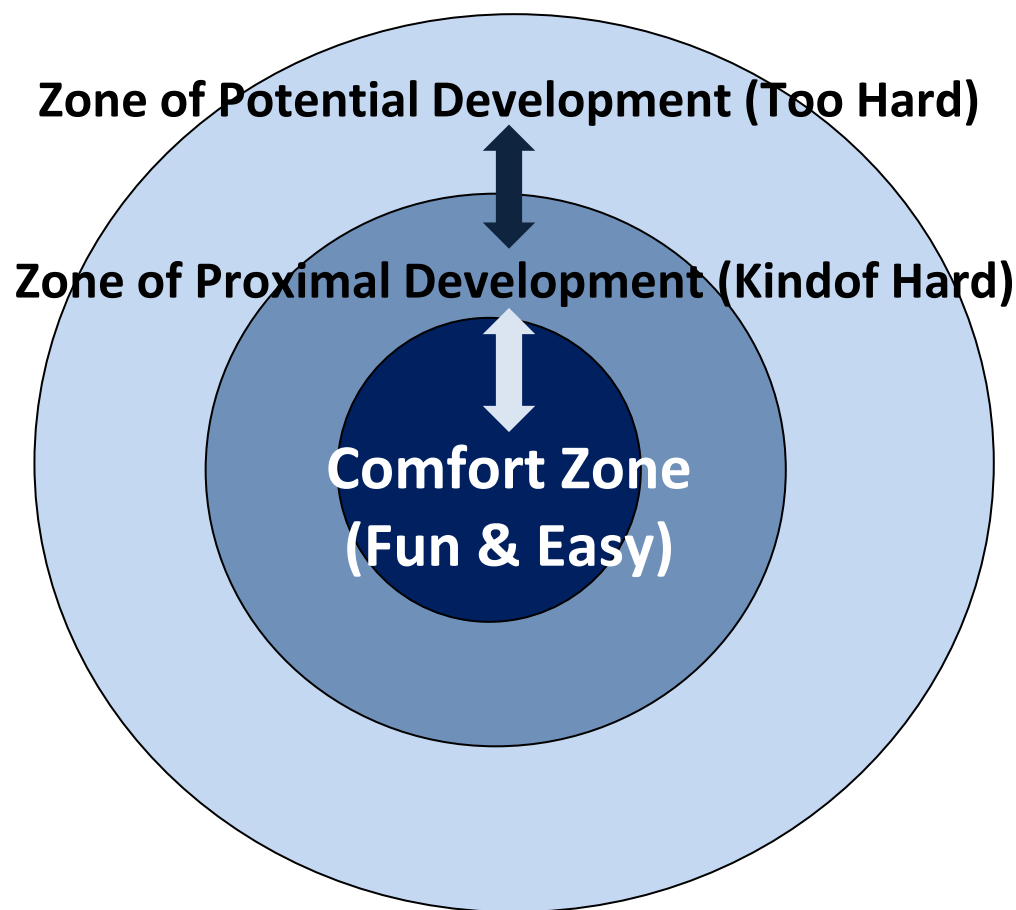 Zone of Potential Development (Too Hard)
Zone of Proximal Development (Kindof Hard)
Comfort Zone
(Fun & Easy)